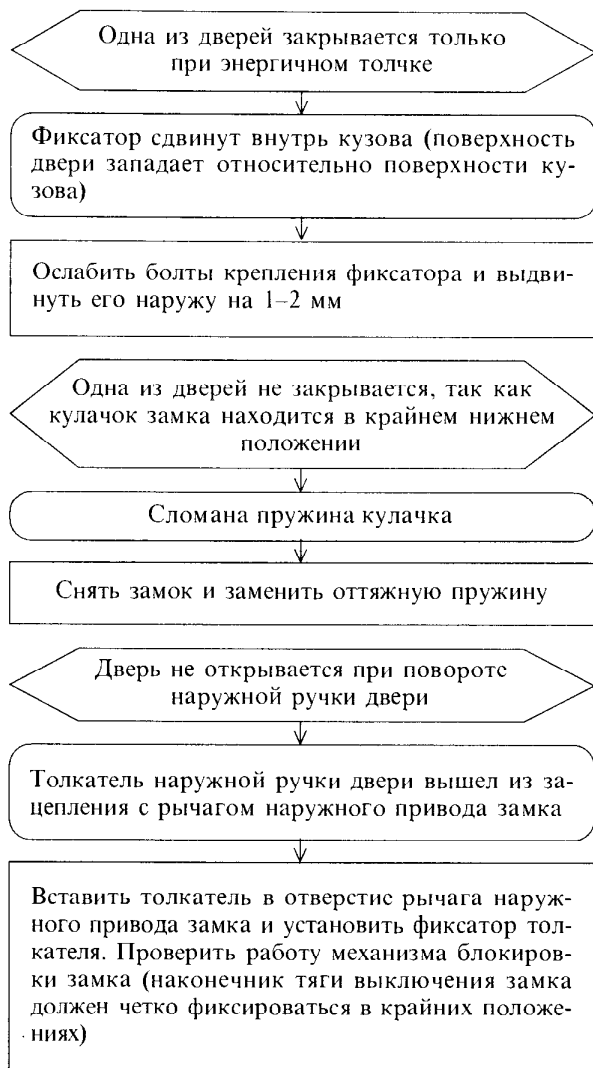 Одна из дверей закрывается только
при энергичном толчке
Фиксатор сдвинут внутрь кузова (поверхность
двери западает относительно поверхности ку-
зова)
Ослабить болты крепления фиксатора и выдви-
нуть его наружу на 1–2 мм
Одна из дверей не закрывается, так как
кулачок замка находится в крайнем нижнем
положении
Сломана пружина кулачка
Снять замок и заменить оттяжную пружину
Дверь не открывается при повороте
наружной ручки двери
Толкатель наружной ручки двери вышел из за-
цепления с рычагом наружного привода замка
Вставить толкатель в отверстие рычага наруж-
ного привода замка и установить фиксатор тол-
кателя. Проверить работу механизма блокиров-
ки замка (наконечник тяги выключения замка
должен четко фиксироваться в крайних положе-
ниях)